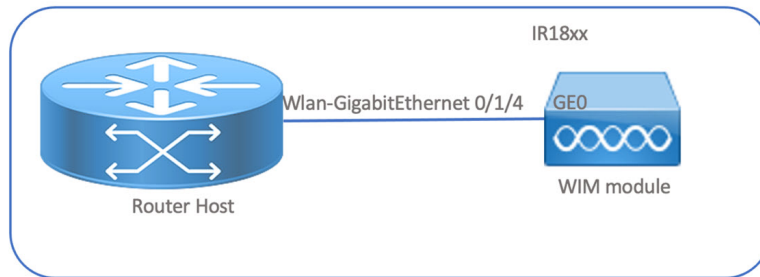 IR18xx
Wlan-GigabitEthernet 0/1/4
GE0
Router Host
WIM module